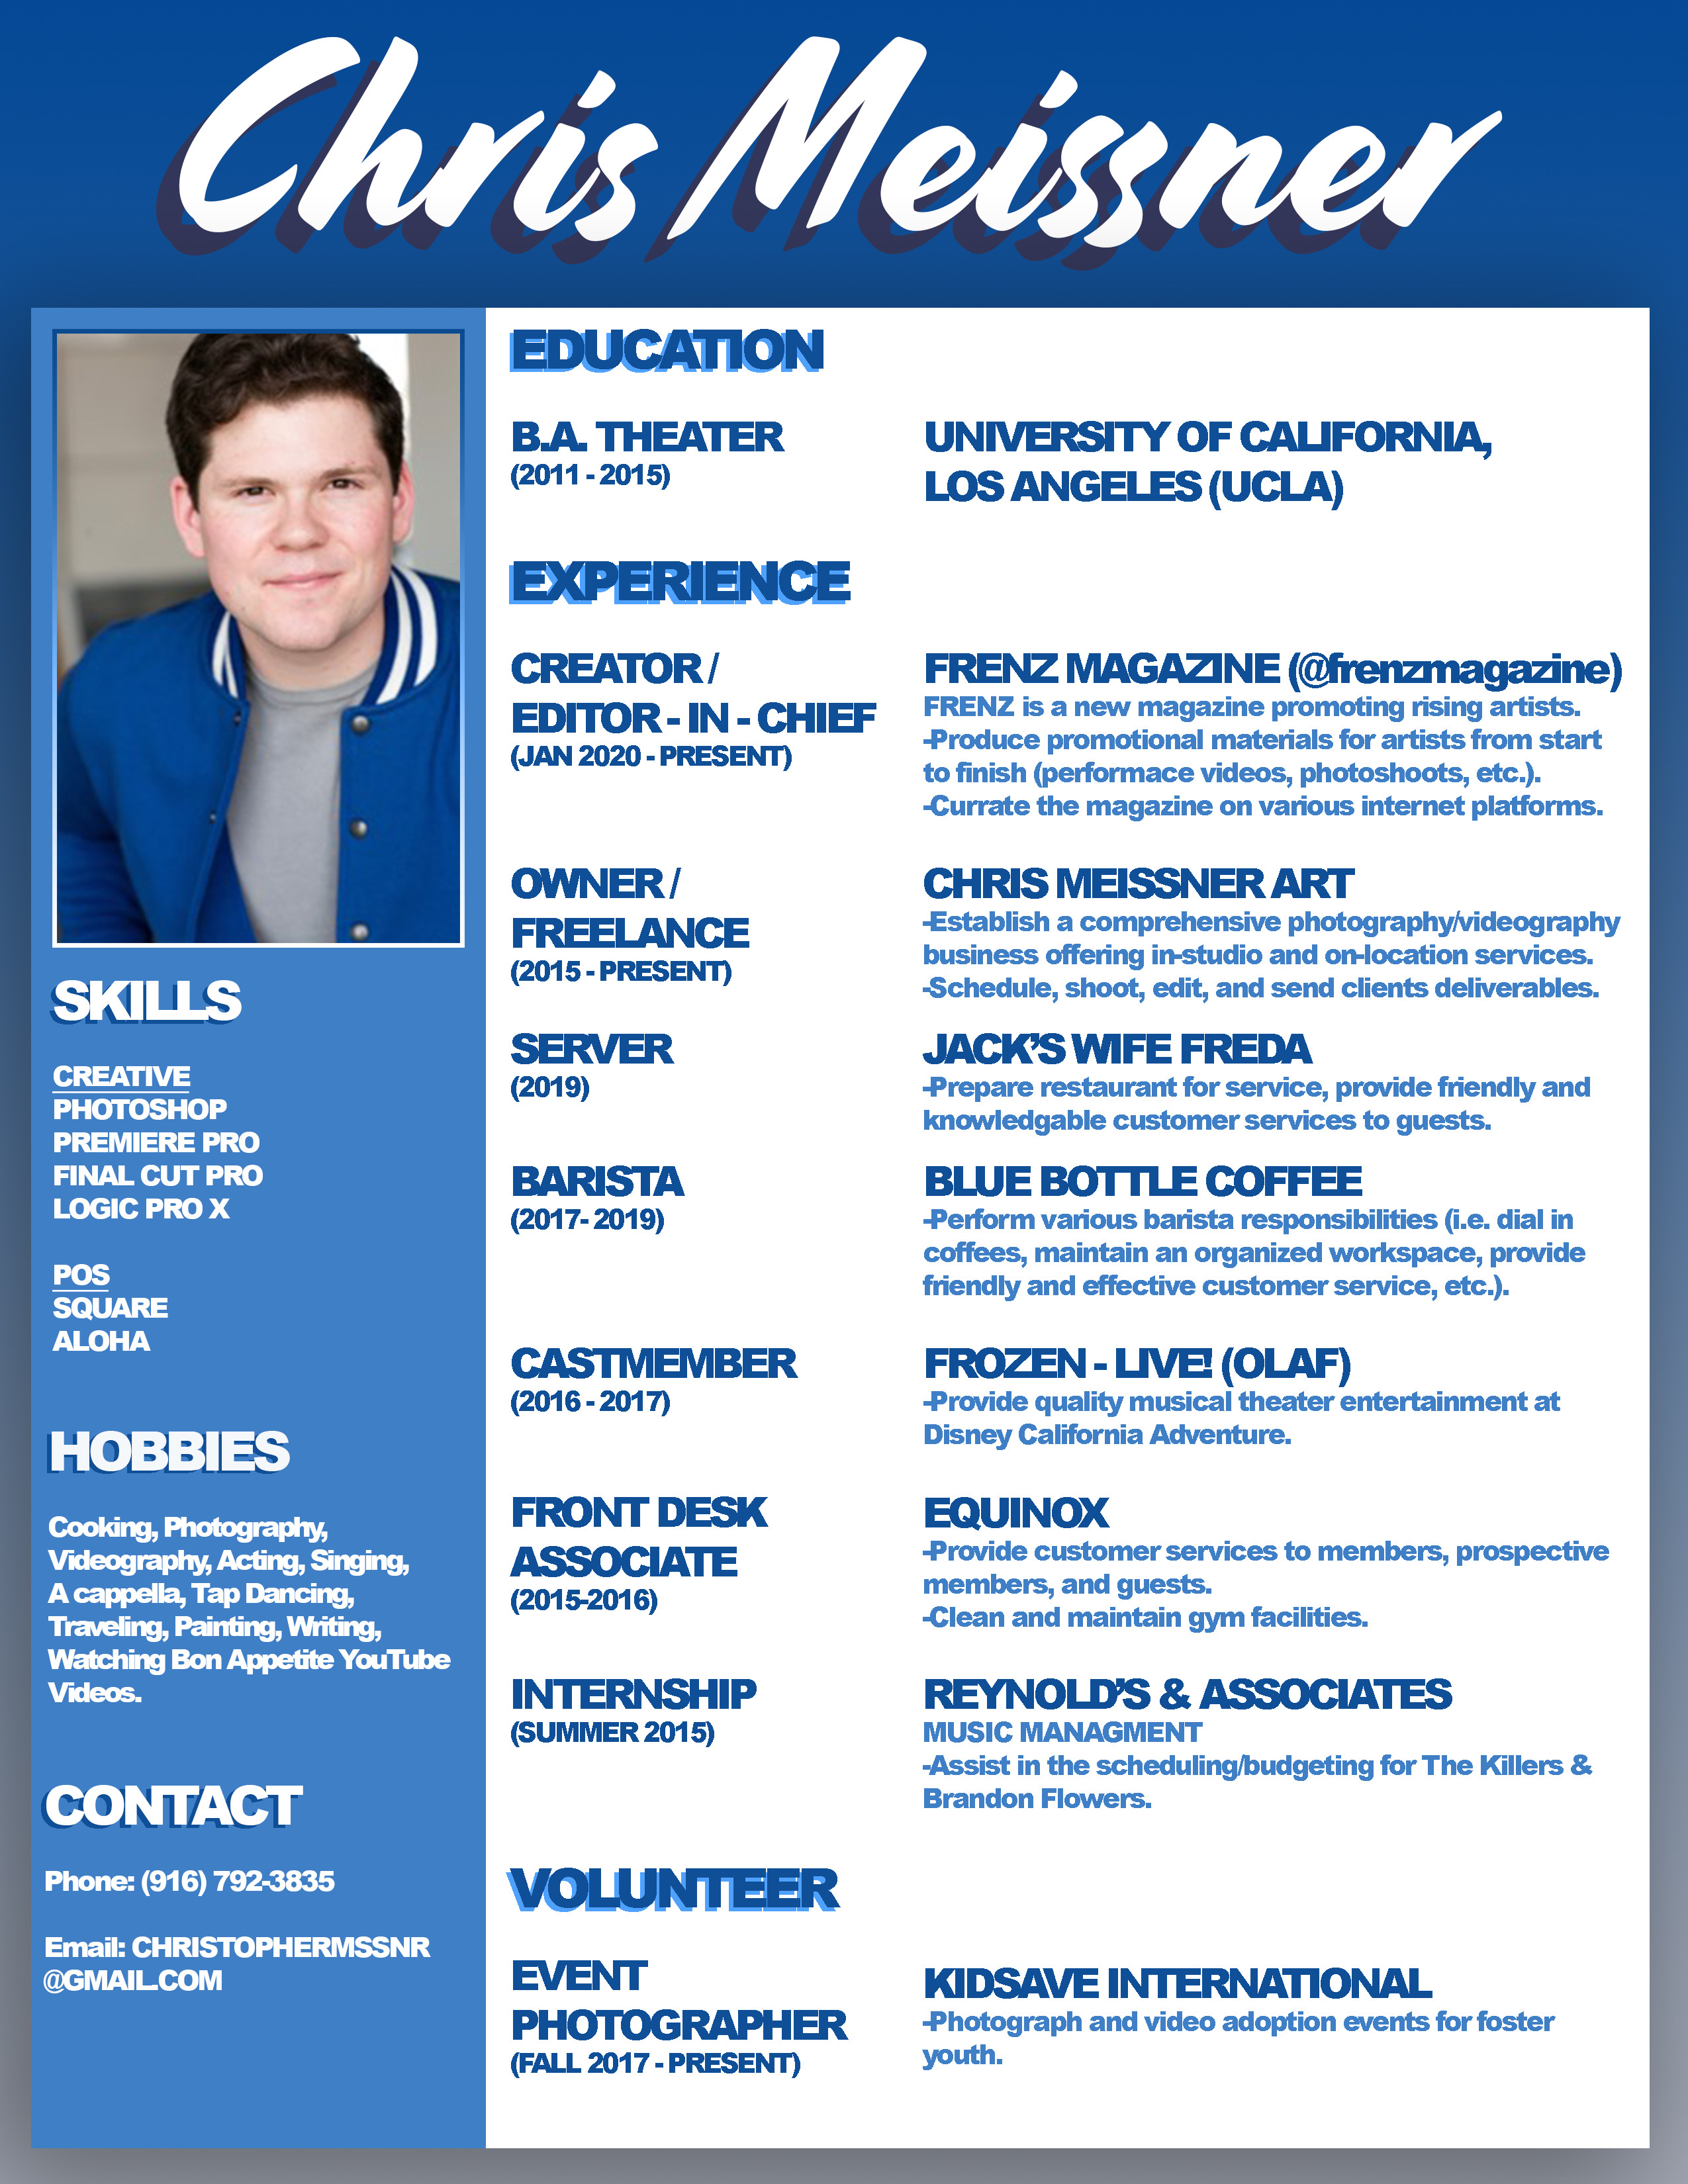 Chris Meissner
SKILLS
CREATIVE
PHOTOSHOP
PREMIERE PRO
FINAL CUT PRO
LOGIC PRO X
POS
SQUARE
ALOHA
HOBBIES
Cooking, Photography,
Videography, Acting, Singing,
A cappella, Tap Dancing,
Traveling, Painting, Writing,
Watching Bon Appetite YouTube
Videos.
CONTACT
Phone: (916) 792-3835
Email: CHRISTOPHERMSSNR
@GMAIL.COM
EDUCATION
B.A. THEATER
(2011 - 2015)
UNIVERSITY OF CALIFORNIA,
LOS ANGELES (UCLA)
EXPERIENCE
CREATOR /
EDITOR - IN - CHIEF
(JAN 2020 - PRESENT)
FRENZ MAGAZINE (@frenzmagazine)
FRENZ is a new magazine promoting rising artists.
-Produce promotional materials for artists from start
to finish (performace videos, photoshoots, etc.).
-Currate the magazine on various internet platforms.
OWNER /
FREELANCE
(2015 - PRESENT)
CHRIS MEISSNER ART
-Establish a comprehensive photography/videography
business offering in-studio and on-location services.
-Schedule, shoot, edit, and send clients deliverables.
SERVER
(2019)
JACK'S WIFE FREDA
-Prepare restaurant for service, provide friendly and
knowledgable customer services to guests.
BARISTA
(2017- 2019)
BLUE BOTTLE COFFEE
-Perform various barista responsibilities (i.e. dial in
coffees, maintain an organized workspace, provide
friendly and effective customer service, etc.).
CASTMEMBER
(2016 - 2017)
FROZEN - LIVE! (OLAF)
-Provide quality musical theater entertainment at
Disney California Adventure.
FRONT DESK
ASSOCIATE
(2015-2016)
EQUINOX
-Provide customer services to members, prospective
members, and guests.
-Clean and maintain gym facilities.
INTERNSHIP
(SUMMER 2015)
REYNOLD'S & ASSOCIATES
MUSIC MANAGMENT
-Assist in the scheduling/budgeting for The Killers &
Brandon Flowers.
VOLUNTEER
EVENT
PHOTOGRAPHER
(FALL 2017 - PRESENT)
KIDSAVE INTERNATIONAL
-Photograph and video adoption events for foster
youth.